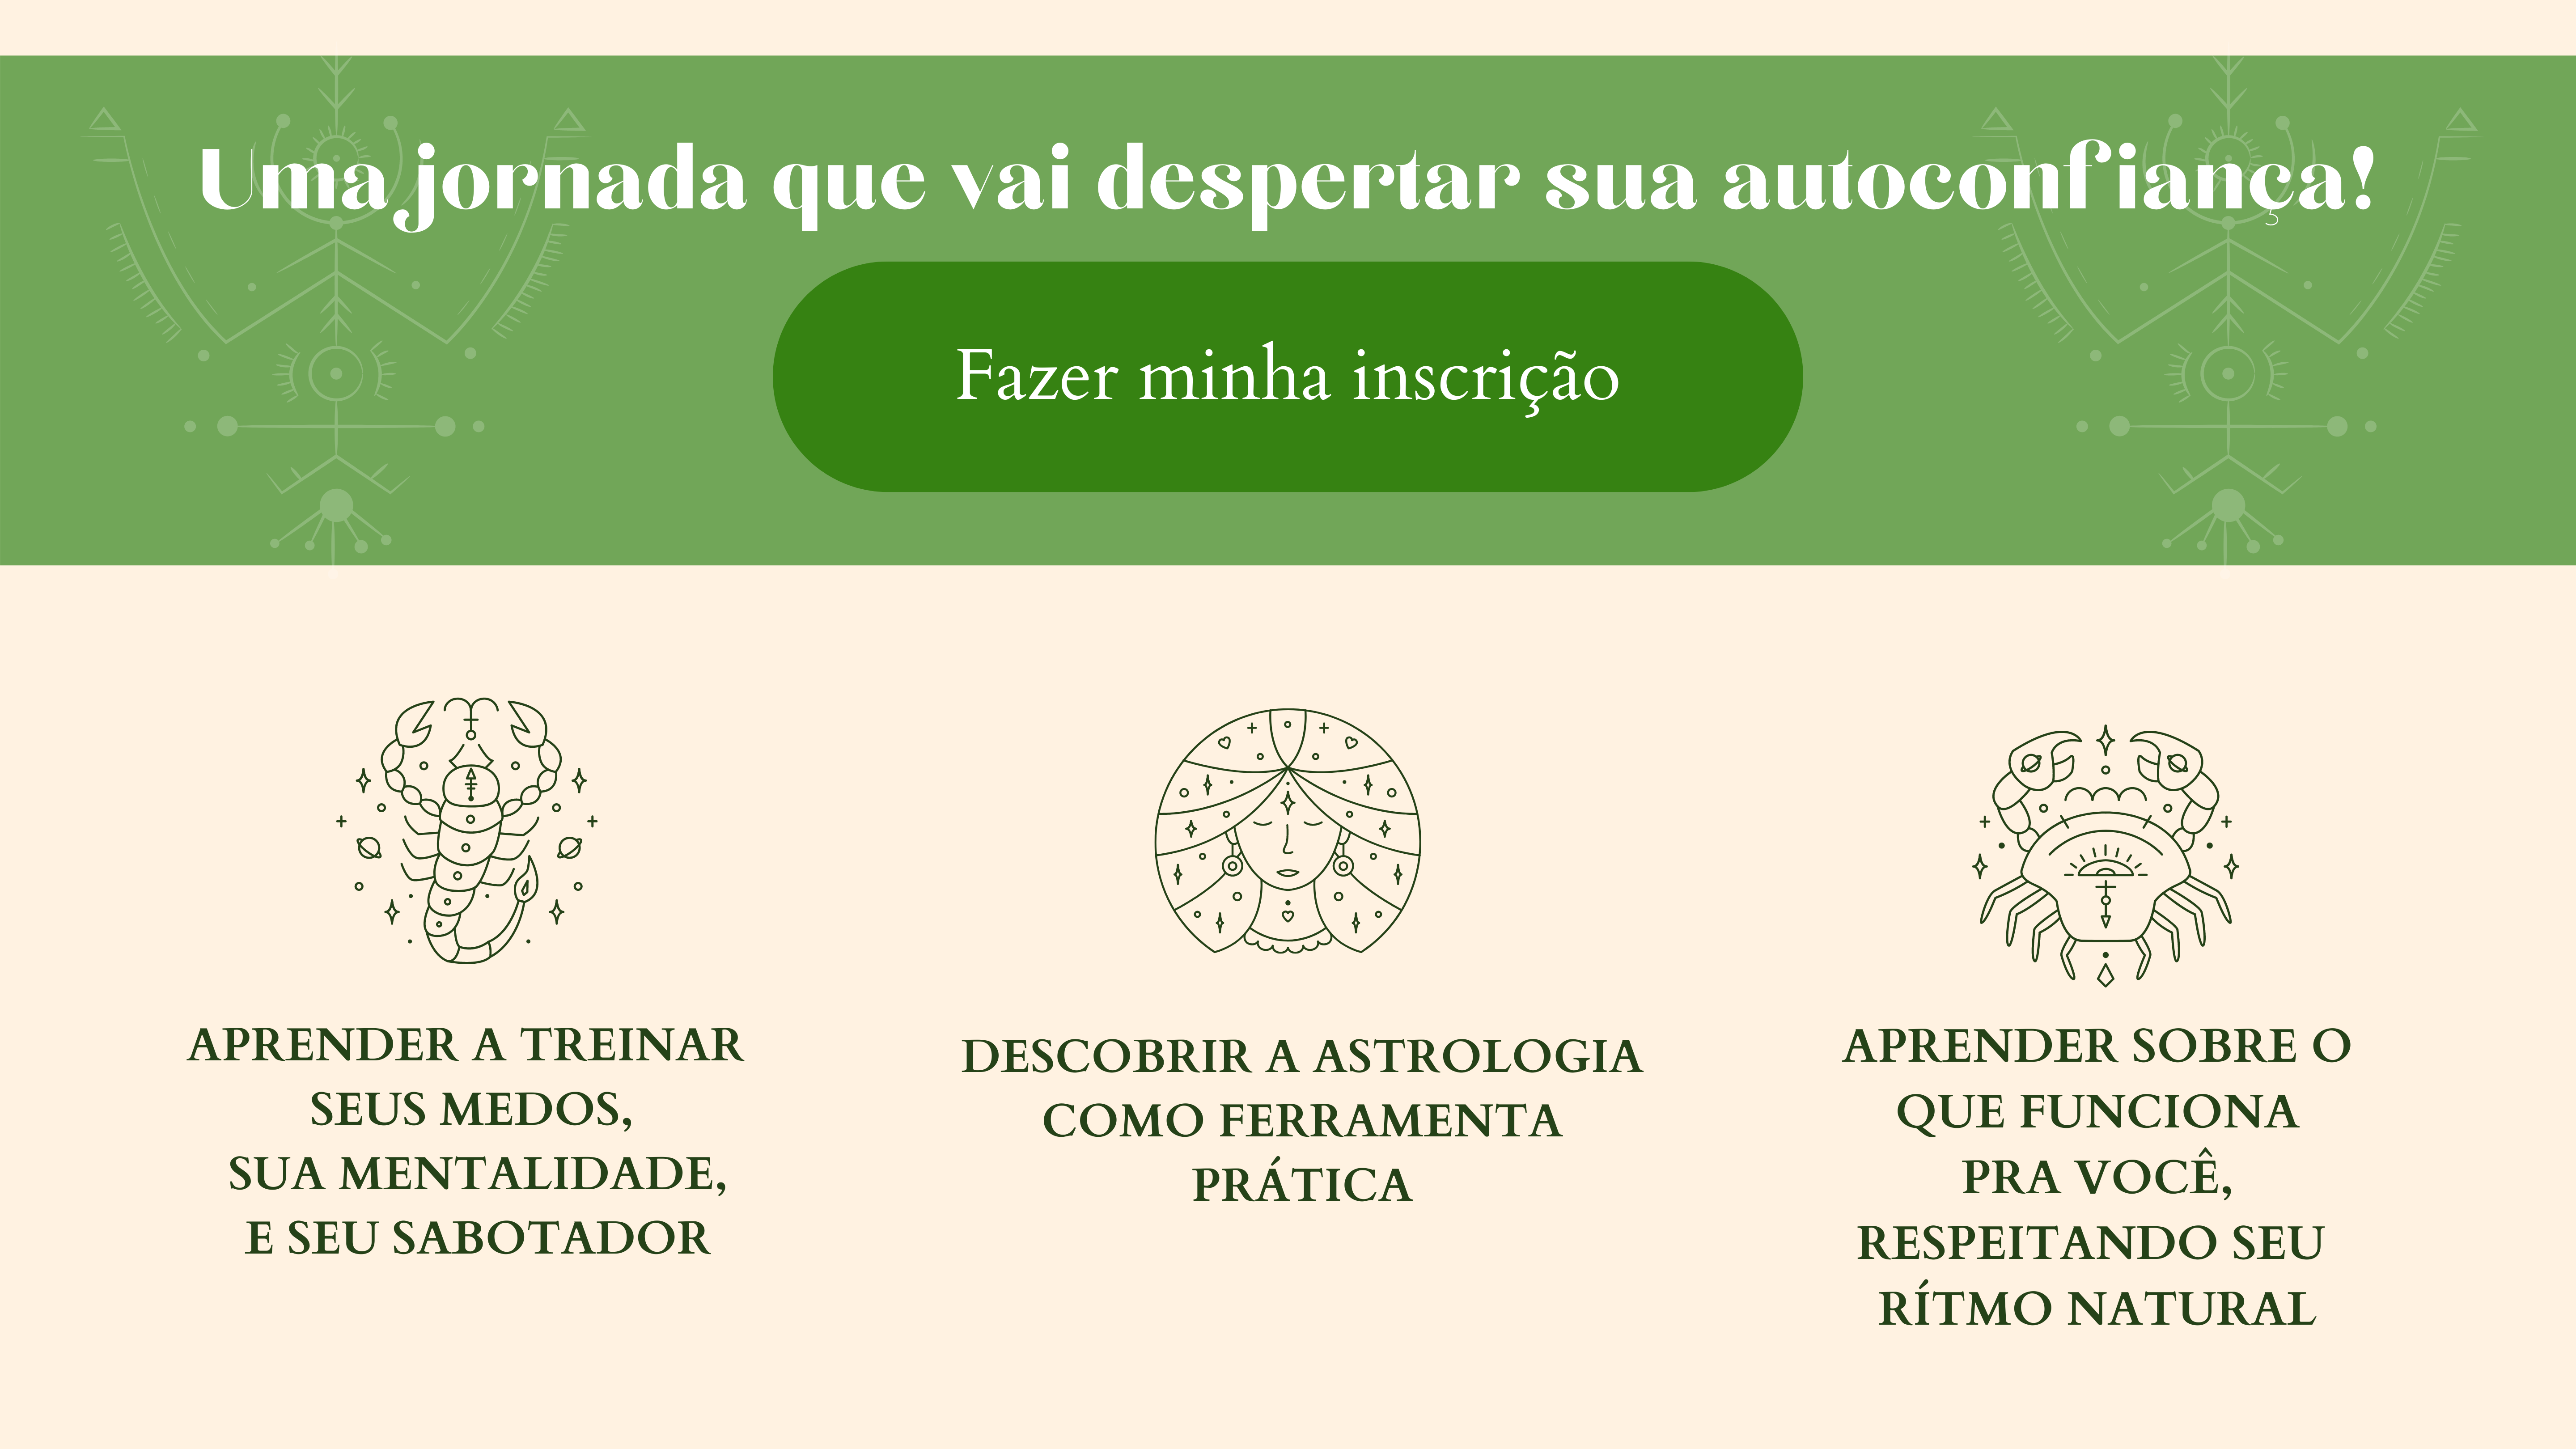 Uma jornada que vai despertar sua autoconfiança!
Fazer minha inscrição
APRENDER A TREINAR
SEUS MEDOS,
SUA MENTALIDADE,
E SEU SABOTADOR
DESCOBRIR A ASTROLOGIA
COMO FERRAMENTA
PRÁTICA
APRENDER SOBRE O
QUE FUNCIONA
PRA VOCÊ,
RESPEITANDO SEU
RÍTMO NATURAL